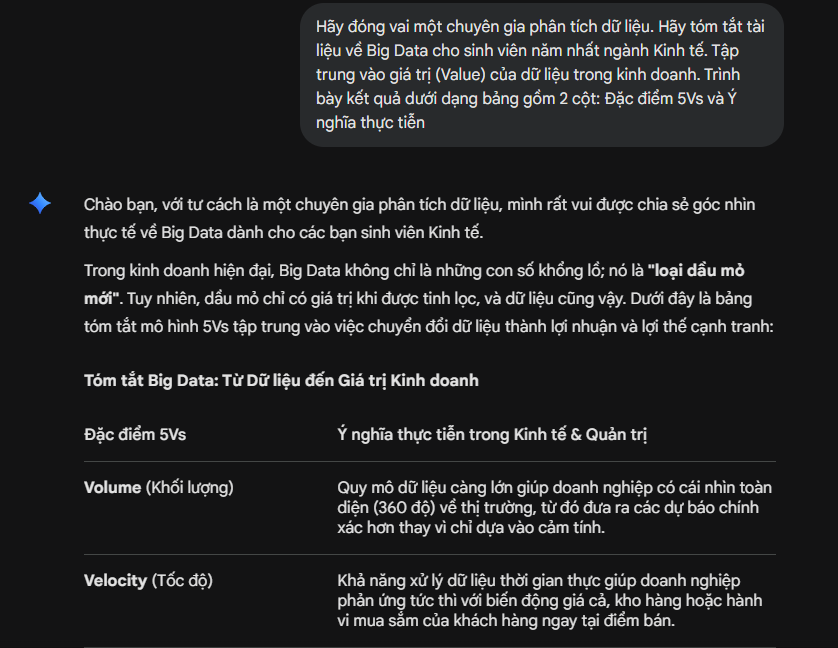 Hãy đóng vai một chuyên gia phân tích dữ liệu. Hãy tóm tắt tài
liệu về Big Data cho sinh viên năm nhất ngành Kinh tế. Tập
trung vào giá trị (Value) của dữ liệu trong kinh doanh. Trình
bày kết quả dưới dạng bảng gồm 2 cột: Đặc điểm 5Vs và Ý
nghĩa thực tiễn
Chào bạn, với tư cách là một chuyên gia phân tích dữ liệu, mình rất vui được chia sẻ góc nhìn
thực tế về Big Data dành cho các bạn sinh viên Kinh tế.
Trong kinh doanh hiện đại, Big Data không chỉ là những con số khổng lồ; nó là "loại dầu mỏ
mới". Tuy nhiên, dầu mỏ chỉ có giá trị khi được tinh lọc, và dữ liệu cũng vậy. Dưới đây là bảng
tóm tắt mô hình 5Vs tập trung vào việc chuyển đổi dữ liệu thành lợi nhuận và lợi thế cạnh tranh:
Tóm tắt Big Data: Từ Dữ liệu đến Giá trị Kinh doanh
Đặc điểm 5Vs
Ý nghĩa thực tiễn trong Kinh tế & Quản trị
Volume (Khối lượng)
Quy mô dữ liệu càng lớn giúp doanh nghiệp có cái nhìn toàn
diện (360 độ) về thị trường, từ đó đưa ra các dự báo chính
xác hơn thay vì chỉ dựa vào cảm tính.
Velocity (Tốc độ)
Khả năng xử lý dữ liệu thời gian thực giúp doanh nghiệp
phản ứng tức thì với biến động giá cả, kho hàng hoặc hành
vi mua sắm của khách hàng ngay tại điểm bán.